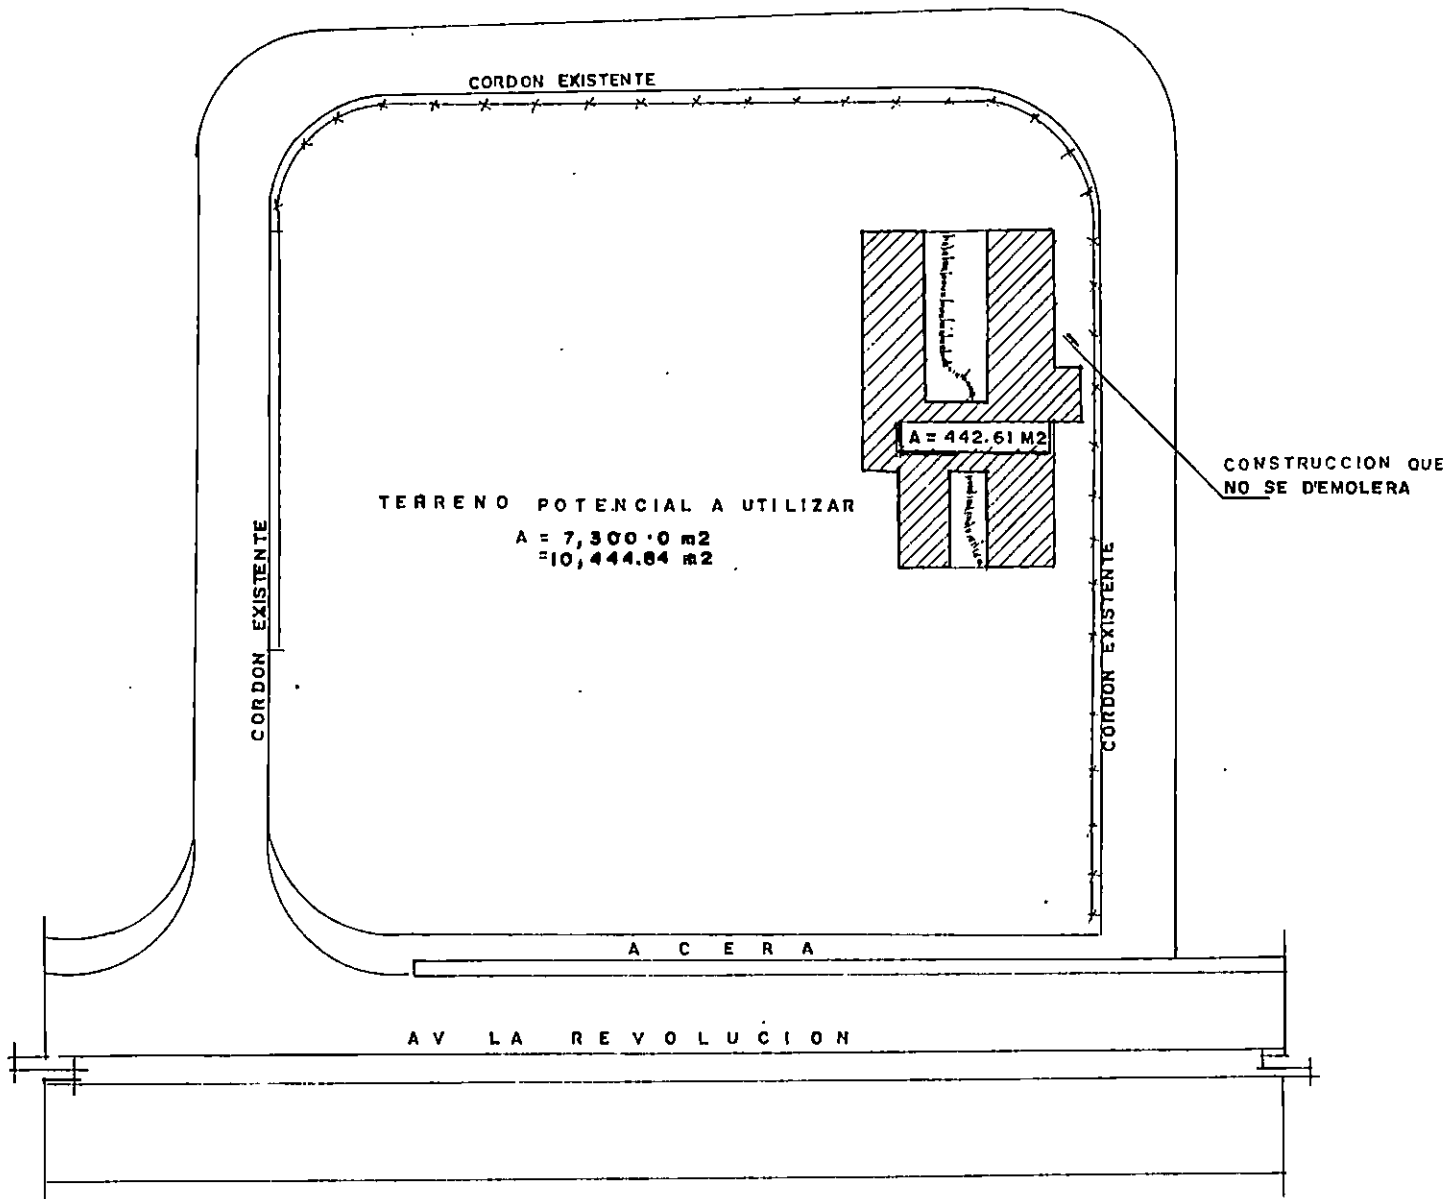 CORDON EXISTENTE
A = 442.61 M2
CONSTRUCCION QUE
NO SE D'EMOLERA
TERRENO POTENCIAL A UTILIZAR
A = 7,300.0 m2
=10,444.84 m2
CORDON EXISTENTE
CORDON EXISTENTE
ACERA
AV LA REVOLUCION